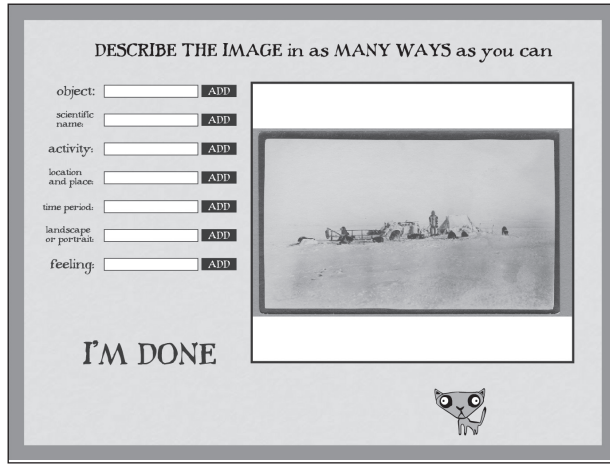 DESCRIBE THE IMAGE in as MANY WAYS as you can
object:
ADD
scientific
name:
ADD
activity:
ADD
location
and place:
ADD
time period:
ADD
landscape
or portrait:
ADD
feeling:
ADD
I'M DONE